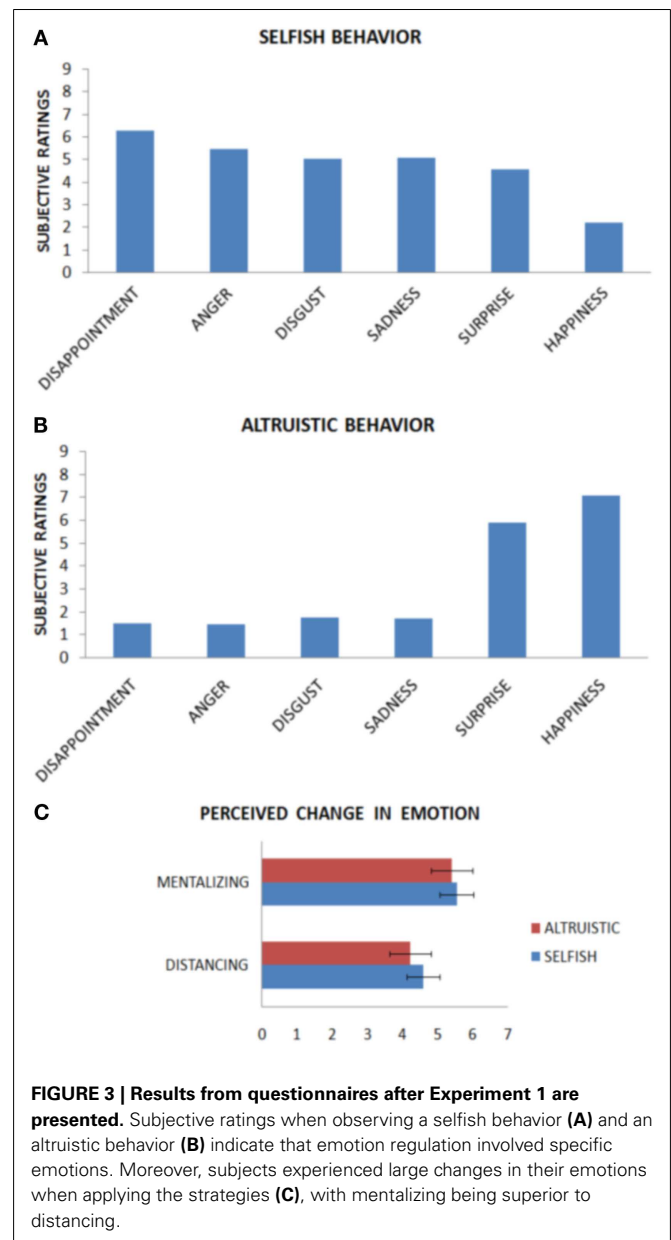 A
SELFISH BEHAVIOR
SUBJECTIVE RATINGS
9
8
7
6
5
4
3
2
1
0
DISAPPOINTMENT
ANGER
DISGUST
SADNESS
SURPRISE
HAPPINESS
B
ALTRUISTIC BEHAVIOR
SUBJECTIVE RATINGS
9
8
7
6
5
4
3
2
1
0
DISAPPOINTMENT
ANGER
DISGUST
SADNESS
SURPRISE
HAPPINESS
C
PERCEIVED CHANGE IN EMOTION
MENTALIZING
DISTANCING
ALTRUISTIC
SELFISH
0 1 2 3 4 5 6 7
FIGURE 3 | Results from questionnaires after Experiment 1 are
presented. Subjective ratings when observing a selfish behavior (A) and an
altruistic behavior (B) indicate that emotion regulation involved specific
emotions. Moreover, subjects experienced large changes in their emotions
when applying the strategies (C), with mentalizing being superior to
distancing.